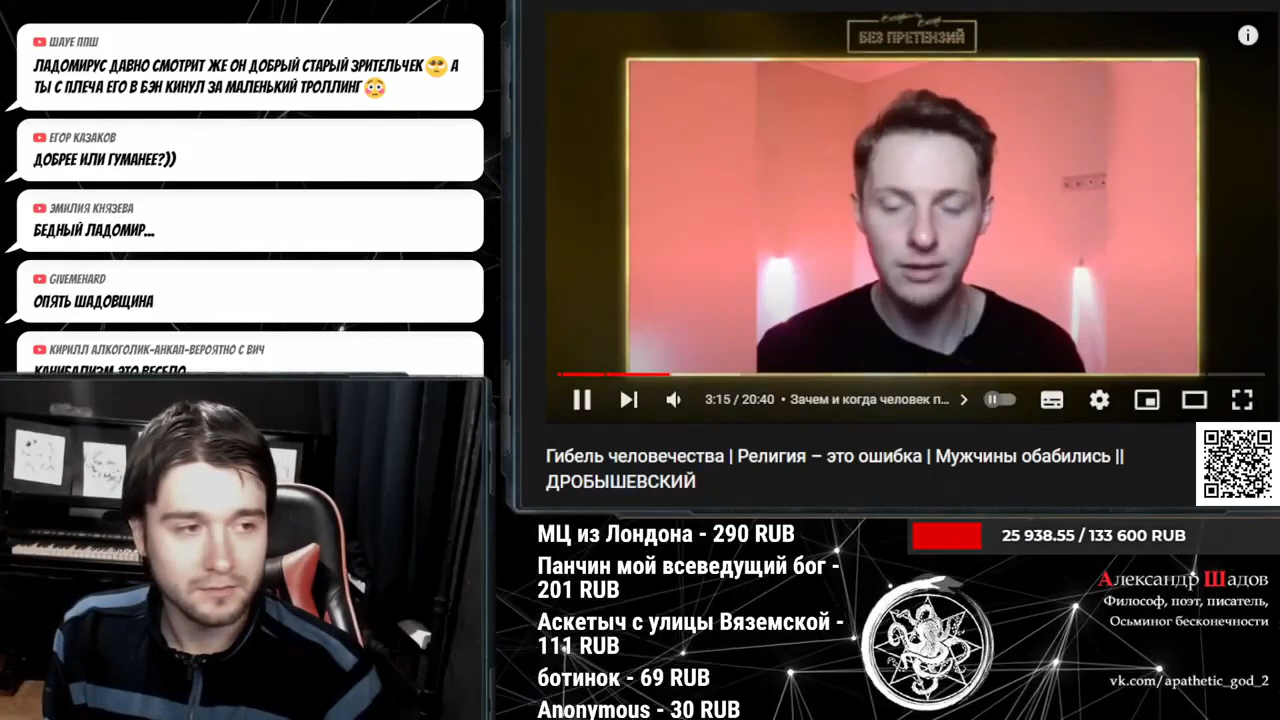 ШАУЕ ППШ
ЛАДОМИРУС ДАВНО СМОТРИТ ЖЕ ОН ДОБРЫЙ СТАРЫЙ ЗРИТЕЛЬЧЕК🥺 А
ТЫ С ПЛЕЧА ЕГО В БЭН КИНУЛ ЗА МАЛЕНЬКИЙ ТРОЛЛИНГ😳
ЕГОР КАЗАКОВ
ДОБРЕЕ ИЛИ ГУМАНЕЕ?))
ЭМИЛИЯ КНЯЗЕВА
БЕДНЫЙ ЛАДОМИР...
GIVEMEHARD
ОПЯТЬ ШАДОВЩИНА
КИРИЛЛ АЛКОГОЛИК-АНКАП-ВЕРОЯТНО С ВИЧ
КАНИБАЛИЗМ ЭТО ВЕСЕЛО
БЕЗ ПРЕТЕНЗИЙ
3:15 / 20:40 • Зачем и когда человек п...
Гибель человечества | Религия – это ошибка | Мужчины обабились ||
ДРОБЫШЕВСКИЙ
МЦ из Лондона - 290 RUB
Панчин мой всеведущий бог -
201 RUB
Аскетыч с улицы Вяземской -
111 RUB
ботинок - 69 RUB
Anonymous - 30 RUB
25 938.55 / 133 600 RUB
Александр Шадов
Философ, поэт, писатель,
Осьминог бесконечности
vk.com/apathetic_god_2